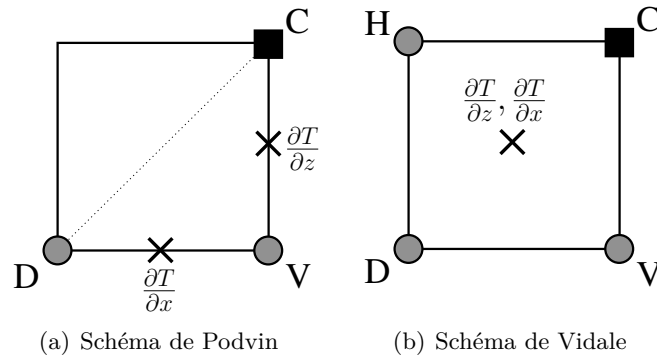 C
∂T/∂z
D
V
∂T/∂x
(a) Schéma de Podvin
H
C
∂T/∂z, ∂T/∂x
D
V
(b) Schéma de Vidale